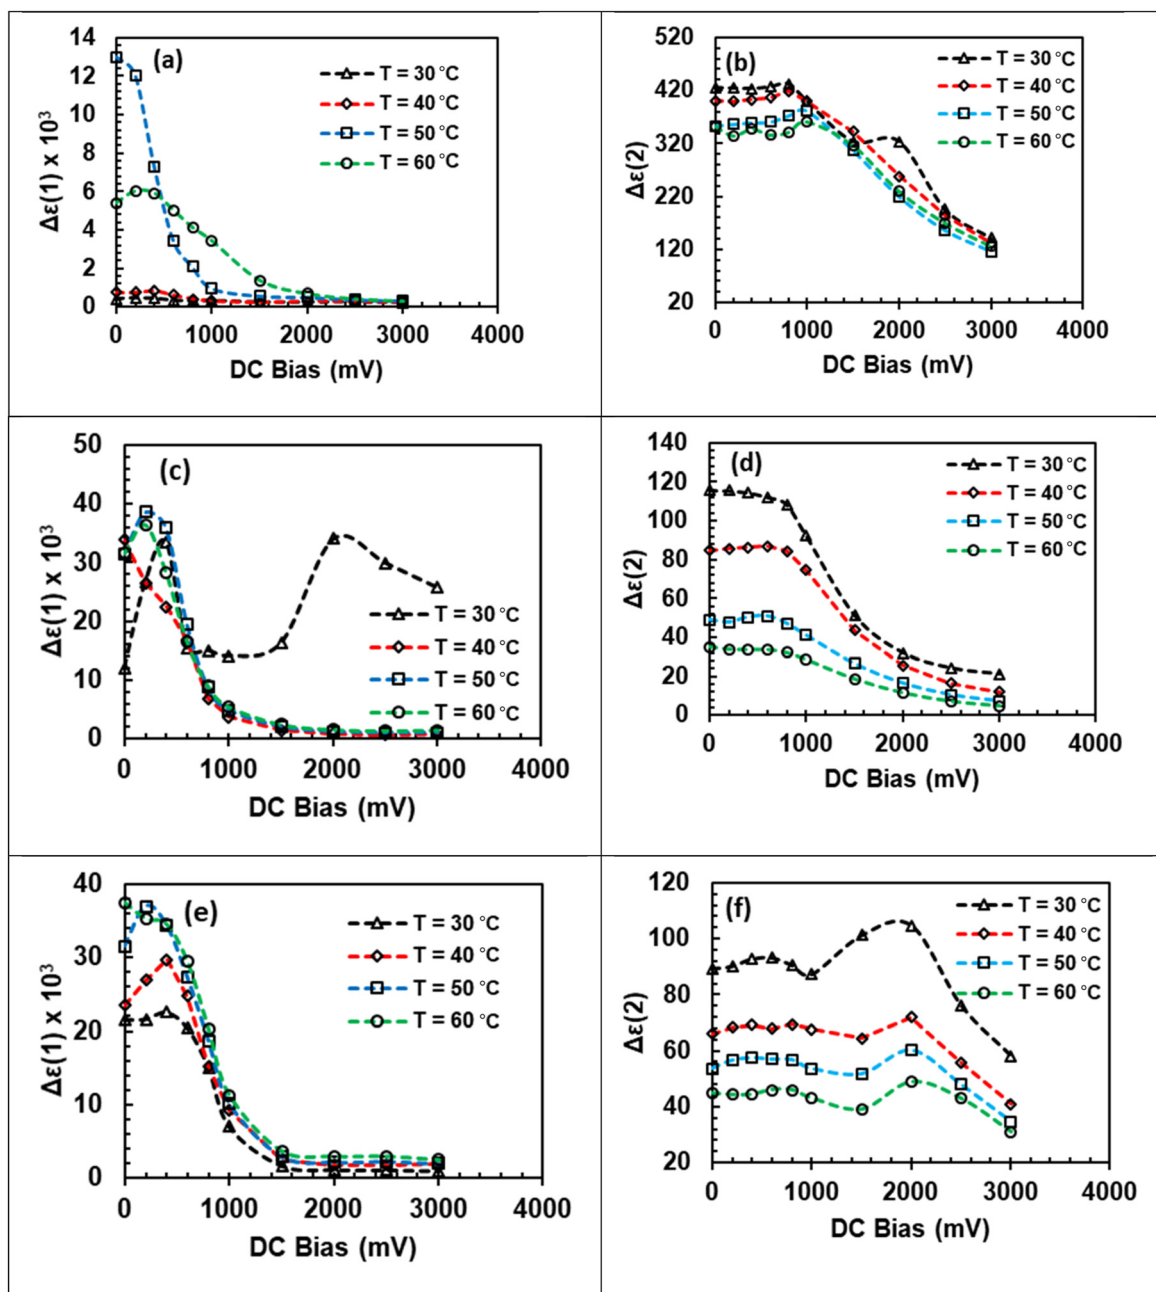 (a)
T = 30 °C
T = 40 °C
T = 50 °C
T = 60 °C
Δε(1) x 10³
14
12
10
8
6
4
2
0
0 1000 2000 3000 4000
DC Bias (mV)
(b)
T = 30 °C
T = 40 °C
T = 50 °C
T = 60 °C
Δε(2)
520
420
320
220
120
20
0 1000 2000 3000 4000
DC Bias (mV)
(c)
T = 30 °C
T = 40 °C
T = 50 °C
T = 60 °C
Δε(1) x 10³
50
40
30
20
10
0
0 1000 2000 3000 4000
DC Bias (mV)
(d)
T = 30 °C
T = 40 °C
T = 50 °C
T = 60 °C
Δε(2)
140
120
100
80
60
40
20
0
0 1000 2000 3000 4000
DC Bias (mV)
(e)
T = 30 °C
T = 40 °C
T = 50 °C
T = 60 °C
Δε(1) x 10³
40
30
20
10
0
0 1000 2000 3000 4000
DC Bias (mV)
(f)
T = 30 °C
T = 40 °C
T = 50 °C
T = 60 °C
Δε(2)
120
100
80
60
40
20
0 1000 2000 3000 4000
DC Bias (mV)